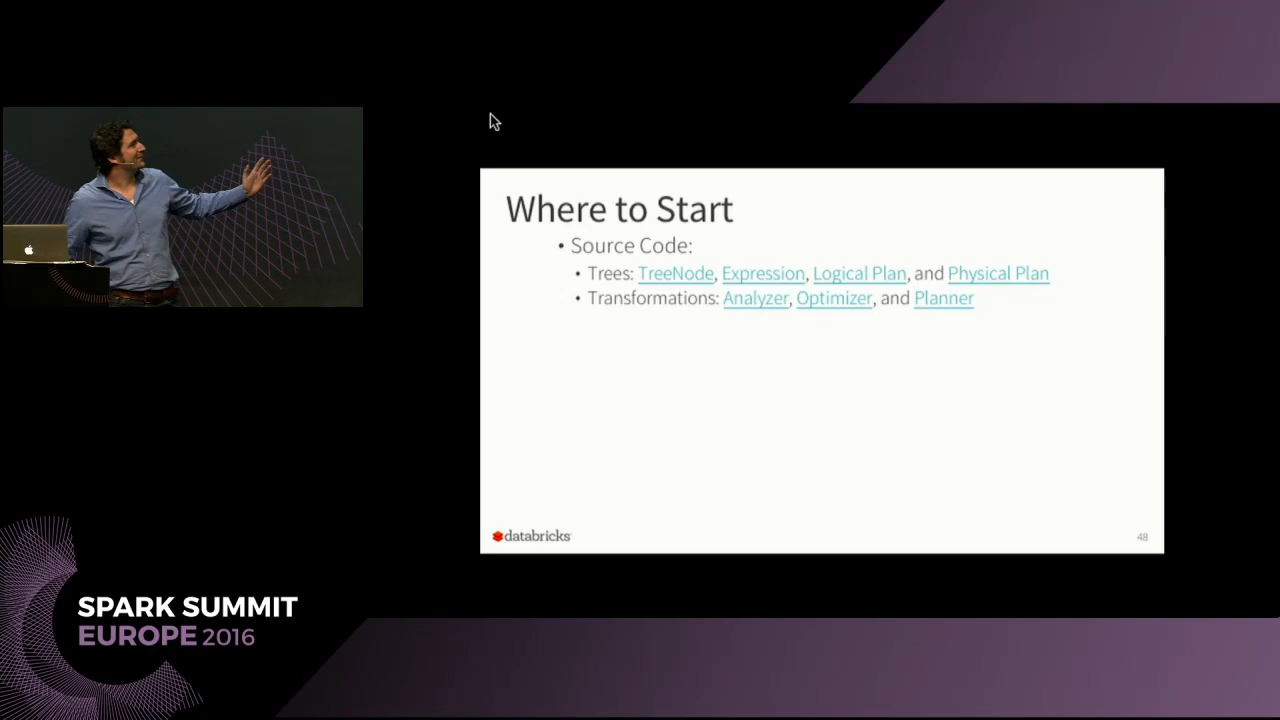 Where to Start
• Source Code:
• Trees: TreeNode, Expression, Logical Plan, and Physical Plan
• Transformations: Analyzer, Optimizer, and Planner
databricks
48
SPARK SUMMIT
EUROPE 2016